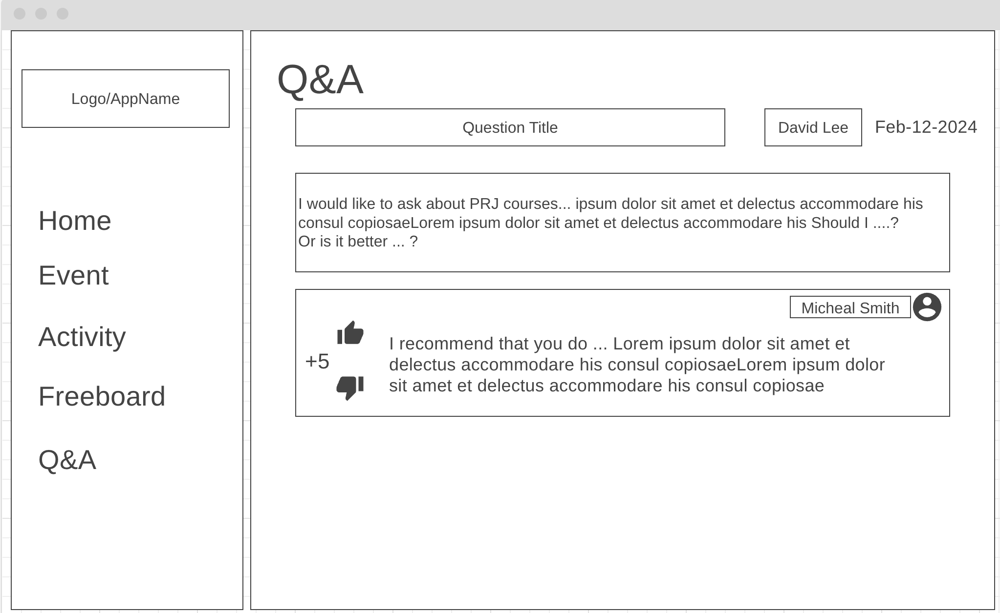 Logo/AppName
Home
Event
Activity
Freeboard
Q&A
Q&A
Question Title
David Lee
Feb-12-2024
I would like to ask about PRJ courses... ipsum dolor sit amet et delectus accommodare his
consul copiosaeLorem ipsum dolor sit amet et delectus accommodare his Should I ....?
Or is it better ... ?
Micheal Smith
+5
I recommend that you do ... Lorem ipsum dolor sit amet et
delectus accommodare his consul copiosaeLorem ipsum dolor
sit amet et delectus accommodare his consul copiosae